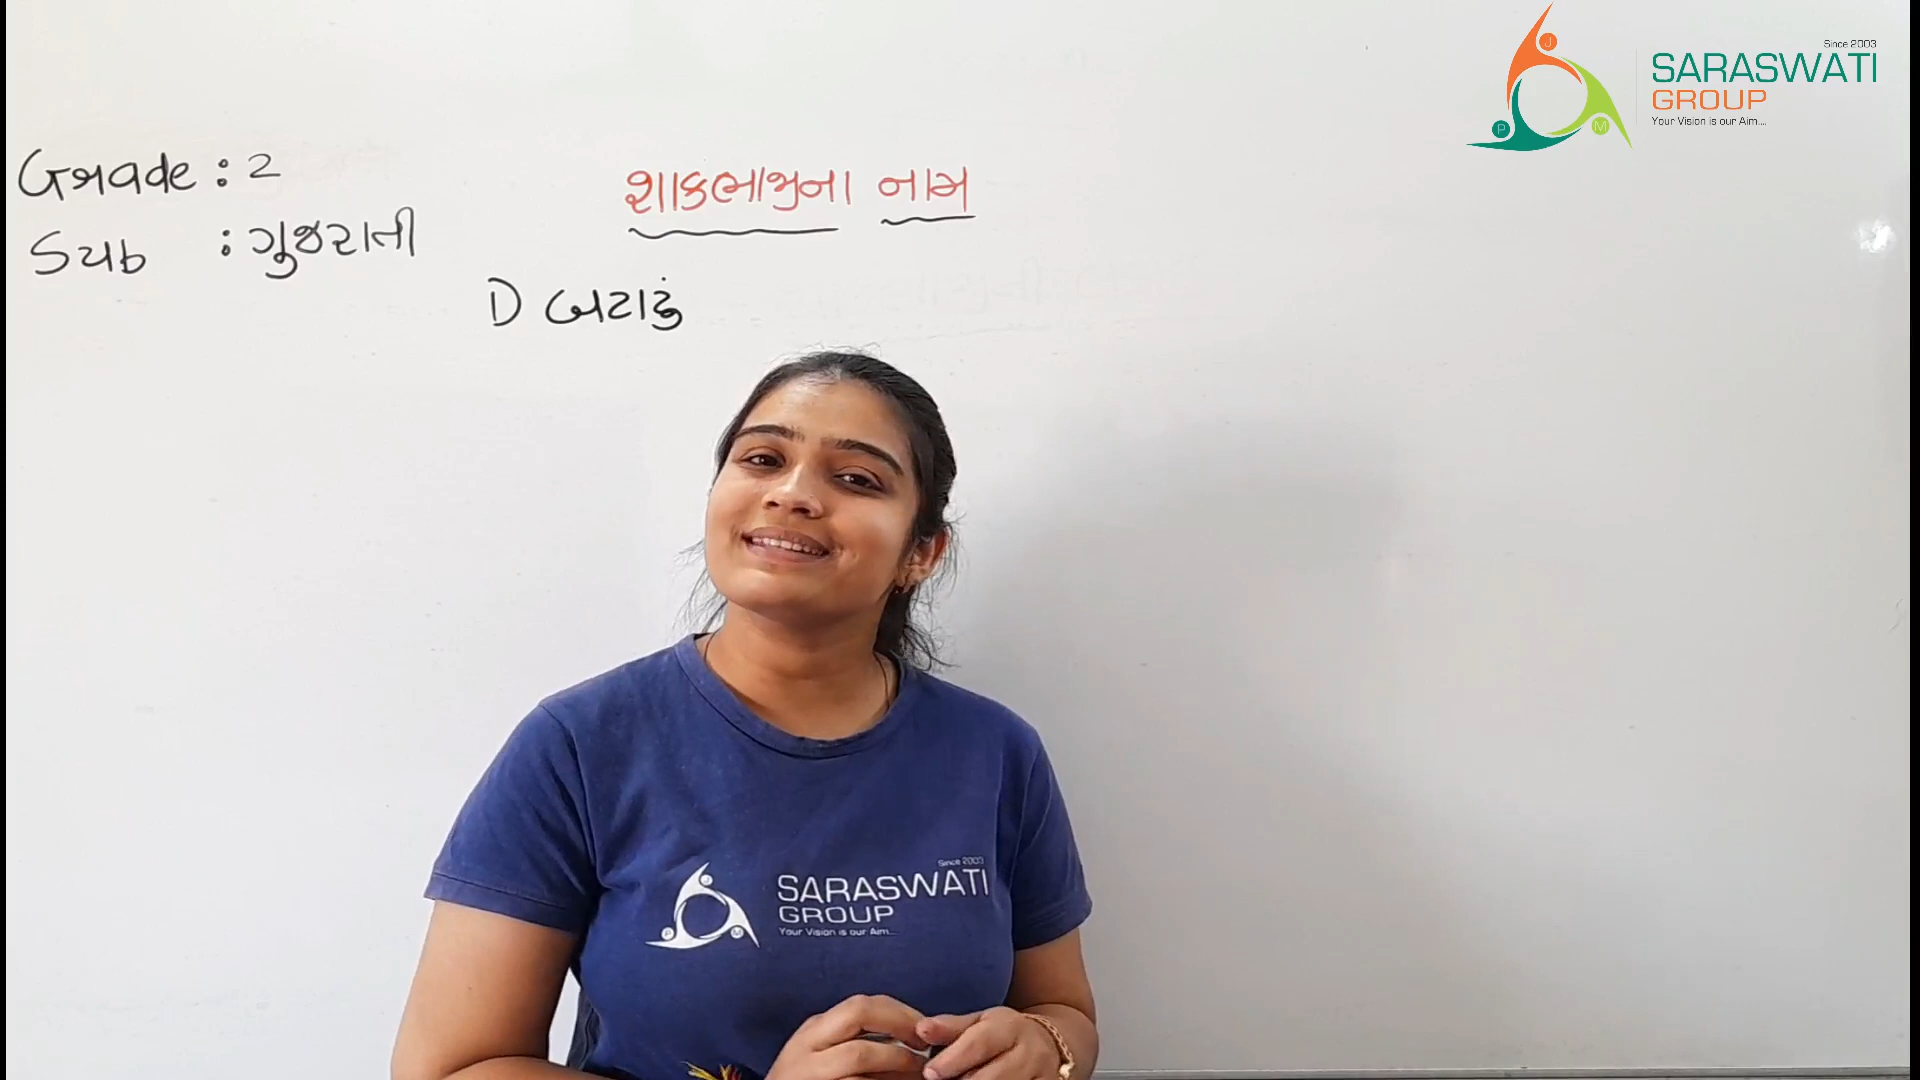 Since 2003
SARASWATI
GROUP
Your Vision is our Aim....
Grade : 2
Sub : ગુજરાતી
શાકભાજીના નામ
1) બટાકું
Since 2003
SARASWATI
GROUP
Your Vision is our Aim....